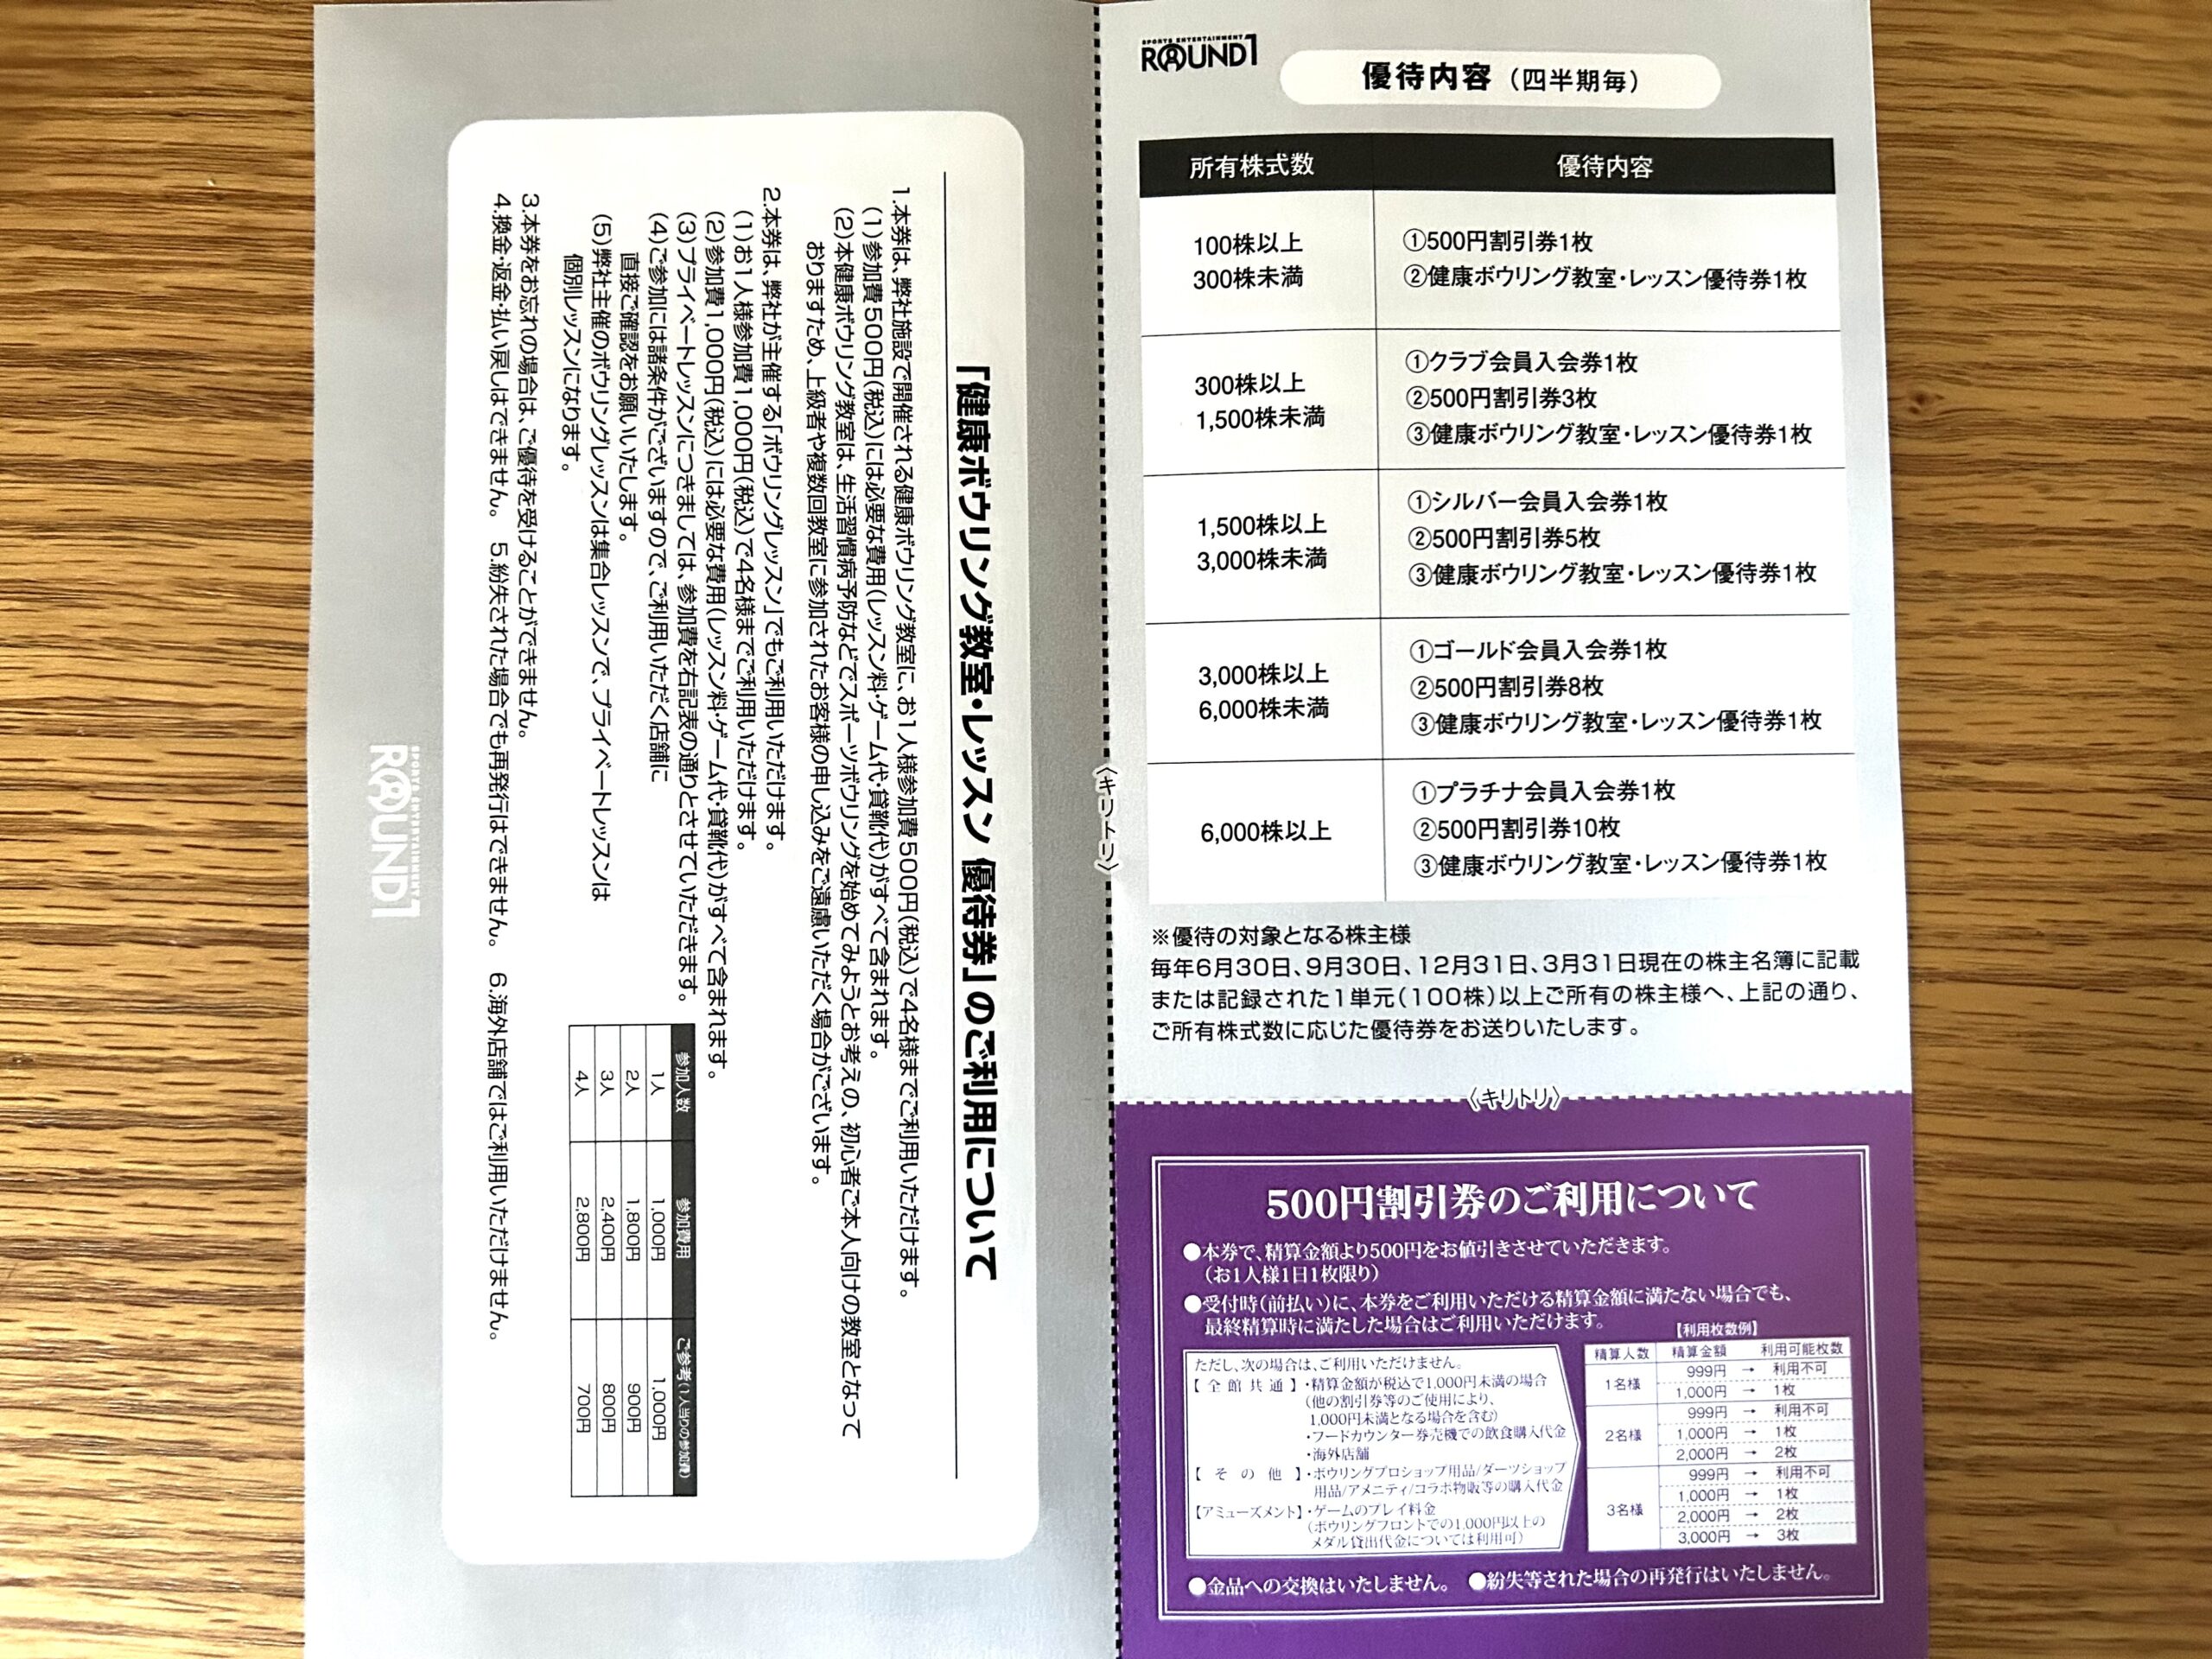 SPORTS ENTERTAINMENT
ROUND1
優待内容（四半期毎）
所有株式数 優待内容
100株以上
300株未満
①500円割引券1枚
②健康ボウリング教室・レッスン優待券1枚
300株以上
1,500株未満
①クラブ会員入会券1枚
②500円割引券3枚
③健康ボウリング教室・レッスン優待券1枚
1,500株以上
3,000株未満
①シルバー会員入会券1枚
②500円割引券5枚
③健康ボウリング教室・レッスン優待券1枚
3,000株以上
6,000株未満
①ゴールド会員入会券1枚
②500円割引券8枚
③健康ボウリング教室・レッスン優待券1枚
6,000株以上
①プラチナ会員入会券1枚
②500円割引券10枚
③健康ボウリング教室・レッスン優待券1枚
※優待の対象となる株主様
毎年6月30日、9月30日、12月31日、3月31日現在の株主名簿に記載
または記録された1単元（100株）以上ご所有の株主様へ、上記の通り、
ご所有株式数に応じた優待券をお送りいたします。
〈キリトリ〉
500円割引券のご利用について
●本券で、精算金額より500円をお値引きさせていただきます。
（お1人様1日1枚限り）
●受付時（前払い）に、本券をご利用いただける精算金額に満たない場合でも、
最終精算時に満たした場合はご利用いただけます。
ただし、次の場合は、ご利用いただけません。
【全館共通】・精算金額が税込で1,000円未満の場合
（他の割引券等のご使用により、
1,000円未満となる場合を含む）
・フードカウンター券売機での飲食購入代金
・海外店舗
【その他】・ボウリングプロショップ用品/ダーツショップ
用品/アメニティ/コラボ物販等の購入代金
【アミューズメント】・ゲームのプレイ料金
（ボウリングフロントでの1,000円以上の
メダル貸出代金については利用可）
【利用枚数例】
精算人数 精算金額 利用可能枚数
1名様 999円 → 利用不可
1,000円 → 1枚
2名様 999円 → 利用不可
1,000円 → 1枚
2,000円 → 2枚
3名様 999円 → 利用不可
1,000円 → 1枚
2,000円 → 2枚
3,000円 → 3枚
●金品への交換はいたしません。 ●紛失等された場合の再発行はいたしません。
〈キリトリ〉
「健康ボウリング教室・レッスン 優待券」のご利用について
1.本券は、弊社施設で開催される健康ボウリング教室に、お1人様参加費500円（税込）で4名様までご利用いただけます。
（1）参加費500円（税込）には必要な費用（レッスン料・ゲーム代・貸靴代）がすべて含まれます。
（2）本健康ボウリング教室は、生活習慣病予防などでスポーツボウリングを始めてみようとお考えの、初心者ご本人向けの教室となって
おりますため、上級者や複数回教室に参加されたお客様の申し込みをご遠慮いただく場合がございます。
2.本券は、弊社が主催する「ボウリングレッスン」でもご利用いただけます。
（1）お1人様参加費1,000円（税込）で4名様までご利用いただけます。
（2）参加費1,000円（税込）には必要な費用（レッスン料・ゲーム代・貸靴代）がすべて含まれます。
（3）プライベートレッスンにつきましては、参加費を右記表の通りとさせていただきます。
（4）ご参加には諸条件がございますので、ご利用いただく店舗に
直接ご確認をお願いいたします。
（5）弊社主催のボウリングレッスンは集合レッスンで、プライベートレッスンは
個別レッスンになります。
参加人数 参加費用 ご参考（1人当りの参加費）
1人 1,000円 1,000円
2人 1,800円 900円
3人 2,400円 800円
4人 2,800円 700円
3.本券をお忘れの場合は、ご優待を受けることができません。
4.換金・返金・払い戻しはできません。 5.紛失された場合でも再発行はできません。 6.海外店舗ではご利用いただけません。
SPORTS ENTERTAINMENT
ROUND1